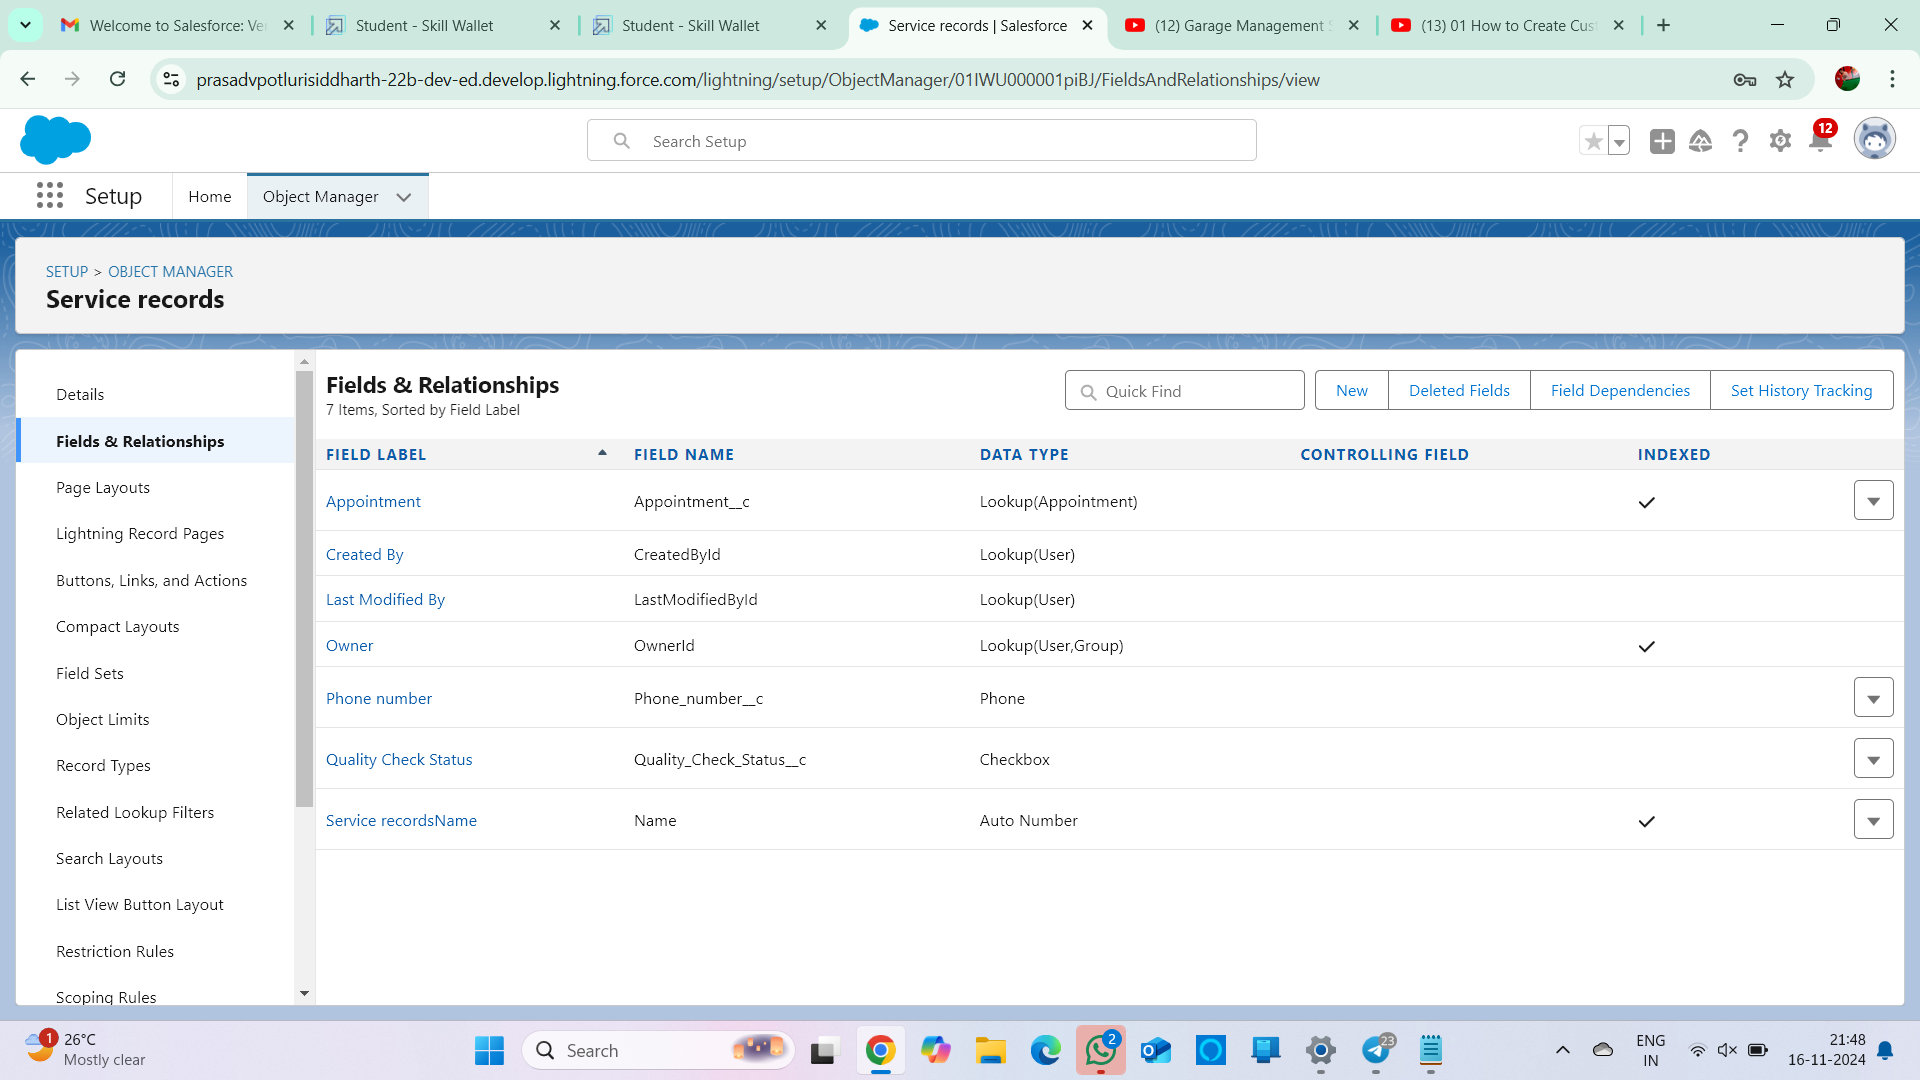 Welcome to Salesforce: Ver
Student - Skill Wallet
Student - Skill Wallet
Service records | Salesforce
(12) Garage Management S
(13) 01 How to Create Cus
prasadvpotlurisiddharth-22b-dev-ed.develop.lightning.force.com/lightning/setup/ObjectManager/01IWU000001piBJ/FieldsAndRelationships/view
Search Setup
12
Setup
Home
Object Manager
SETUP > OBJECT MANAGER
Service records
Details
Fields & Relationships
Page Layouts
Lightning Record Pages
Buttons, Links, and Actions
Compact Layouts
Field Sets
Object Limits
Record Types
Related Lookup Filters
Search Layouts
List View Button Layout
Restriction Rules
Scoping Rules
Fields & Relationships
7 Items, Sorted by Field Label
Quick Find
New
Deleted Fields
Field Dependencies
Set History Tracking
FIELD LABEL FIELD NAME DATA TYPE CONTROLLING FIELD INDEXED
Appointment Appointment__c Lookup(Appointment)
Created By CreatedById Lookup(User)
Last Modified By LastModifiedById Lookup(User)
Owner OwnerId Lookup(User,Group)
Phone number Phone_number__c Phone
Quality Check Status Quality_Check_Status__c Checkbox
Service recordsName Name Auto Number
1
26°C
Mostly clear
Search
2
23
ENG
IN
21:48
16-11-2024